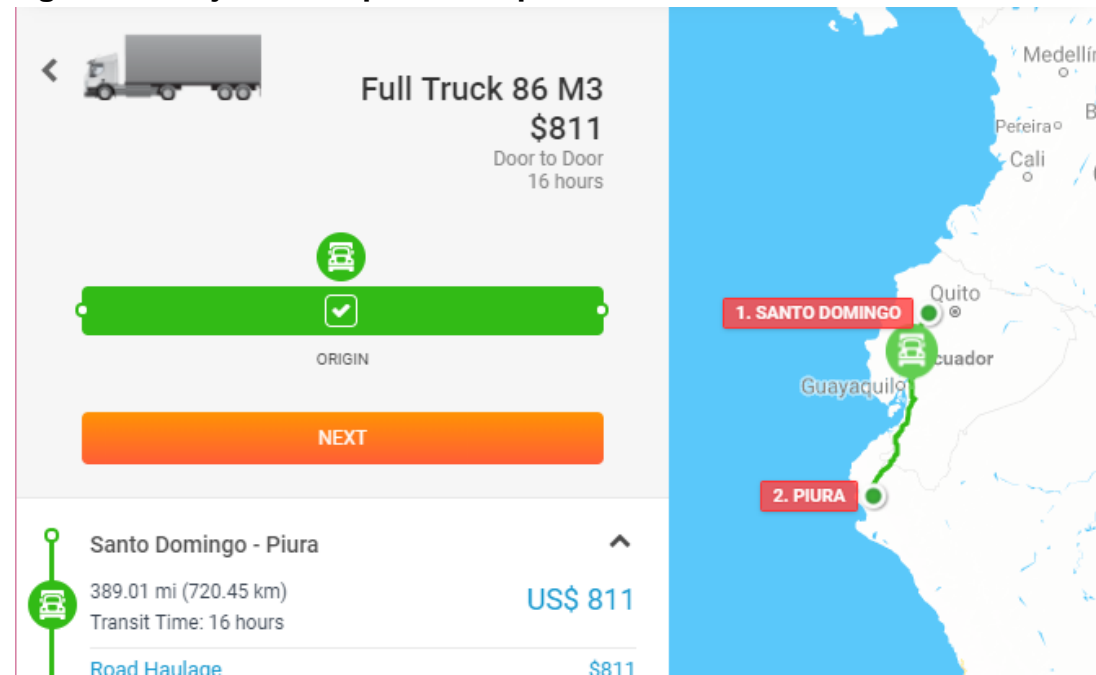 Full Truck 86 M3
$811
Door to Door
16 hours
ORIGIN
NEXT
Santo Domingo - Piura
389.01 mi (720.45 km)
US$ 811
Transit Time: 16 hours
Road Haulage
$811
Medellín
Pereira
Cali
Quito
1. SANTO DOMINGO
cuador
Guayaquil
2. PIURA